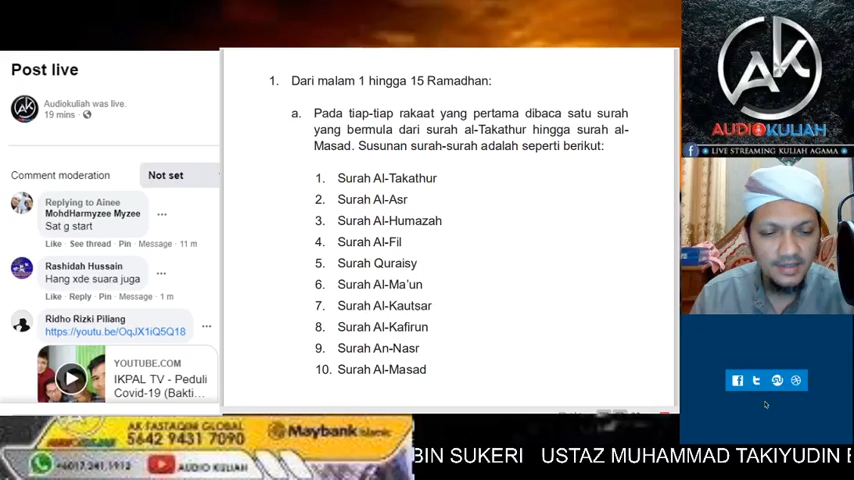 Post live
Audiokuliah was live.
19 mins
Comment moderation
Not set
Replying to Ainee
MohdHarmyzee Myzee
Sat g start
Like · See thread · Pin · Message · 11 m
Rashidah Hussain
Hang xde suara juga
Like · Reply · Pin · Message · 1 m
Ridho Rizki Piliang
https://youtu.be/OqJX1iQ5Q18
YOUTUBE.COM
IKPAL TV - Peduli
Covid-19 (Bakti...
1. Dari malam 1 hingga 15 Ramadhan:
a. Pada tiap-tiap rakaat yang pertama dibaca satu surah
yang bermula dari surah al-Takathur hingga surah al-
Masad. Susunan surah-surah adalah seperti berikut:
1. Surah Al-Takathur
2. Surah Al-Asr
3. Surah Al-Humazah
4. Surah Al-Fil
5. Surah Quraisy
6. Surah Al-Ma'un
7. Surah Al-Kautsar
8. Surah Al-Kafirun
9. Surah An-Nasr
10. Surah Al-Masad
AK
AUDIOKULIAH
LIVE STREAMING KULIAH AGAMA
AK FASTAQIM GLOBAL
5642 9431 7090
Maybank Islamic
+6017.241.1912
AUDIO KULIAH
BIN SUKERI USTAZ MUHAMMAD TAKIYUDIN